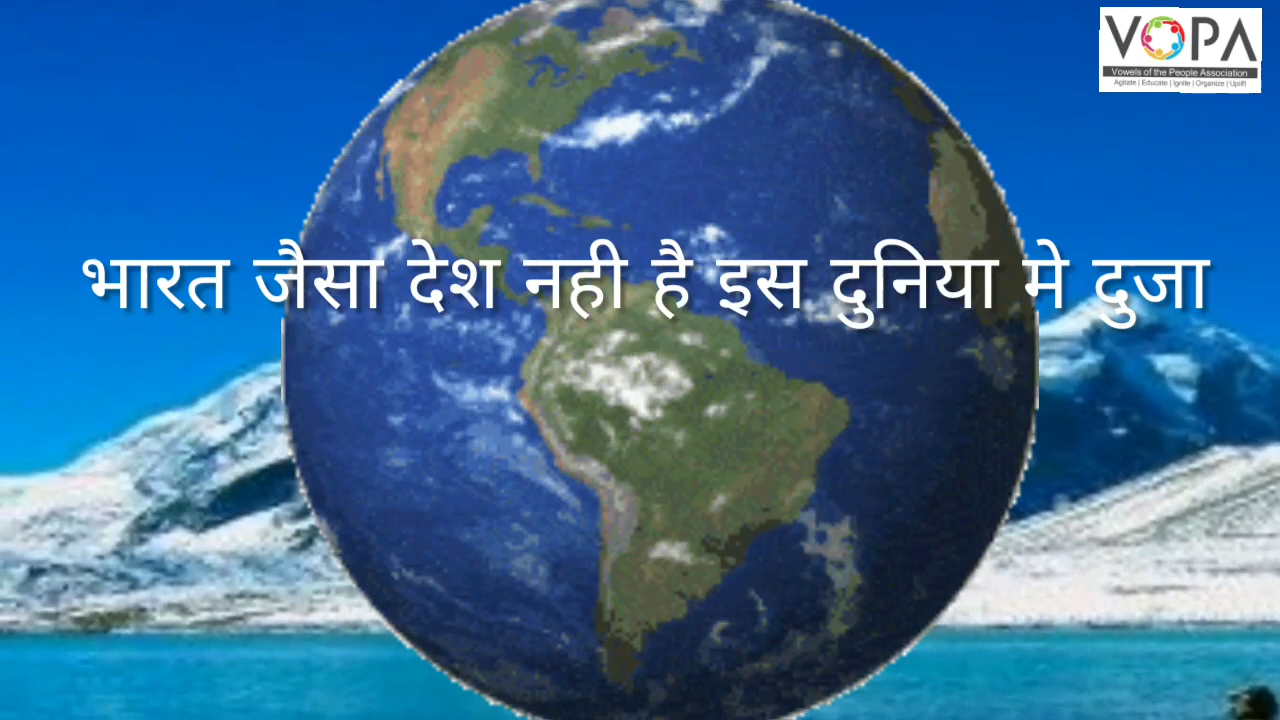 VOPA
Vowels of the People Association
Agitate | Educate | Ignite | Organize | Uplift
भारत जैसा देश नही है इस दुनिया मे दुजा